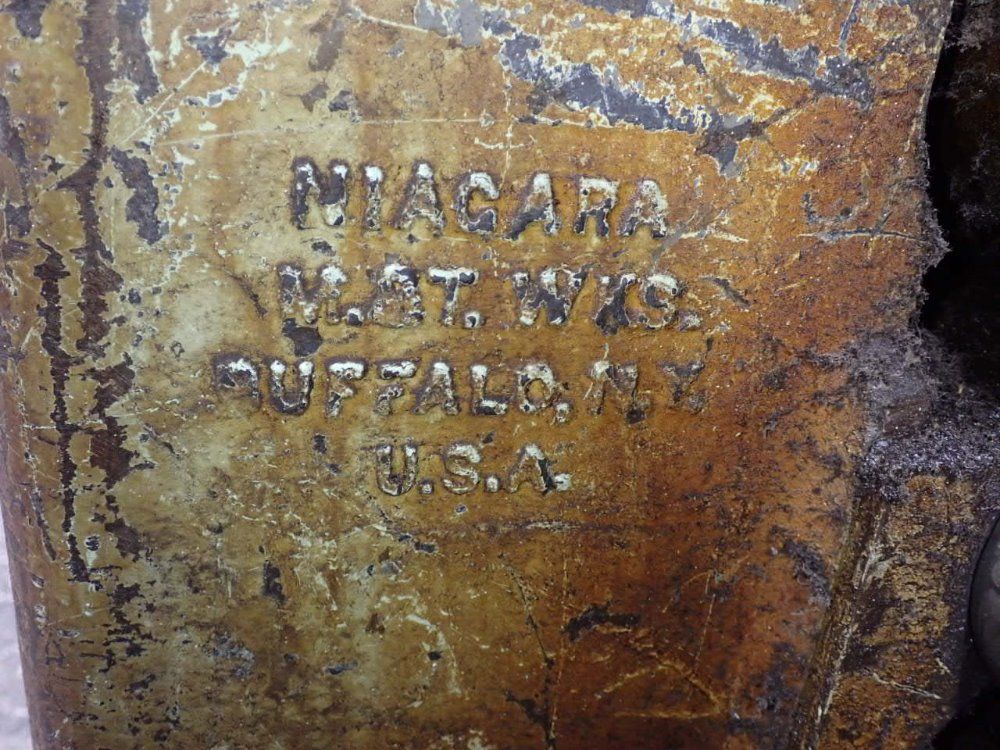 NIAGARA
M.&T. WKS.
BUFFALO, N.Y.
U.S.A.